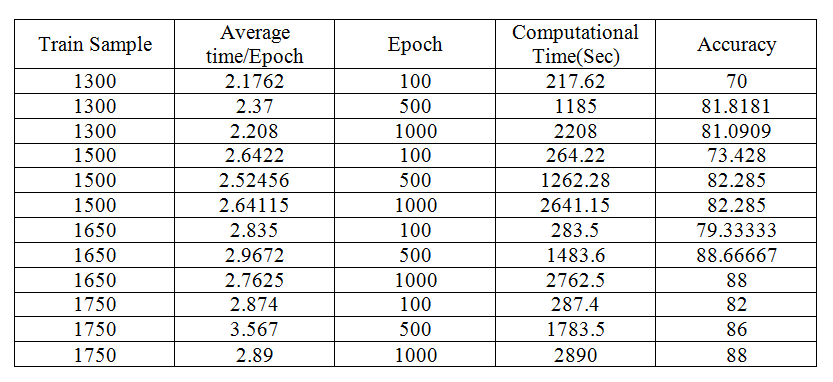 Train Sample Average time/Epoch Epoch Computational Time(Sec) Accuracy
1300 2.1762 100 217.62 70
1300 2.37 500 1185 81.8181
1300 2.208 1000 2208 81.0909
1500 2.6422 100 264.22 73.428
1500 2.52456 500 1262.28 82.285
1500 2.64115 1000 2641.15 82.285
1650 2.835 100 283.5 79.33333
1650 2.9672 500 1483.6 88.66667
1650 2.7625 1000 2762.5 88
1750 2.874 100 287.4 82
1750 3.567 500 1783.5 86
1750 2.89 1000 2890 88